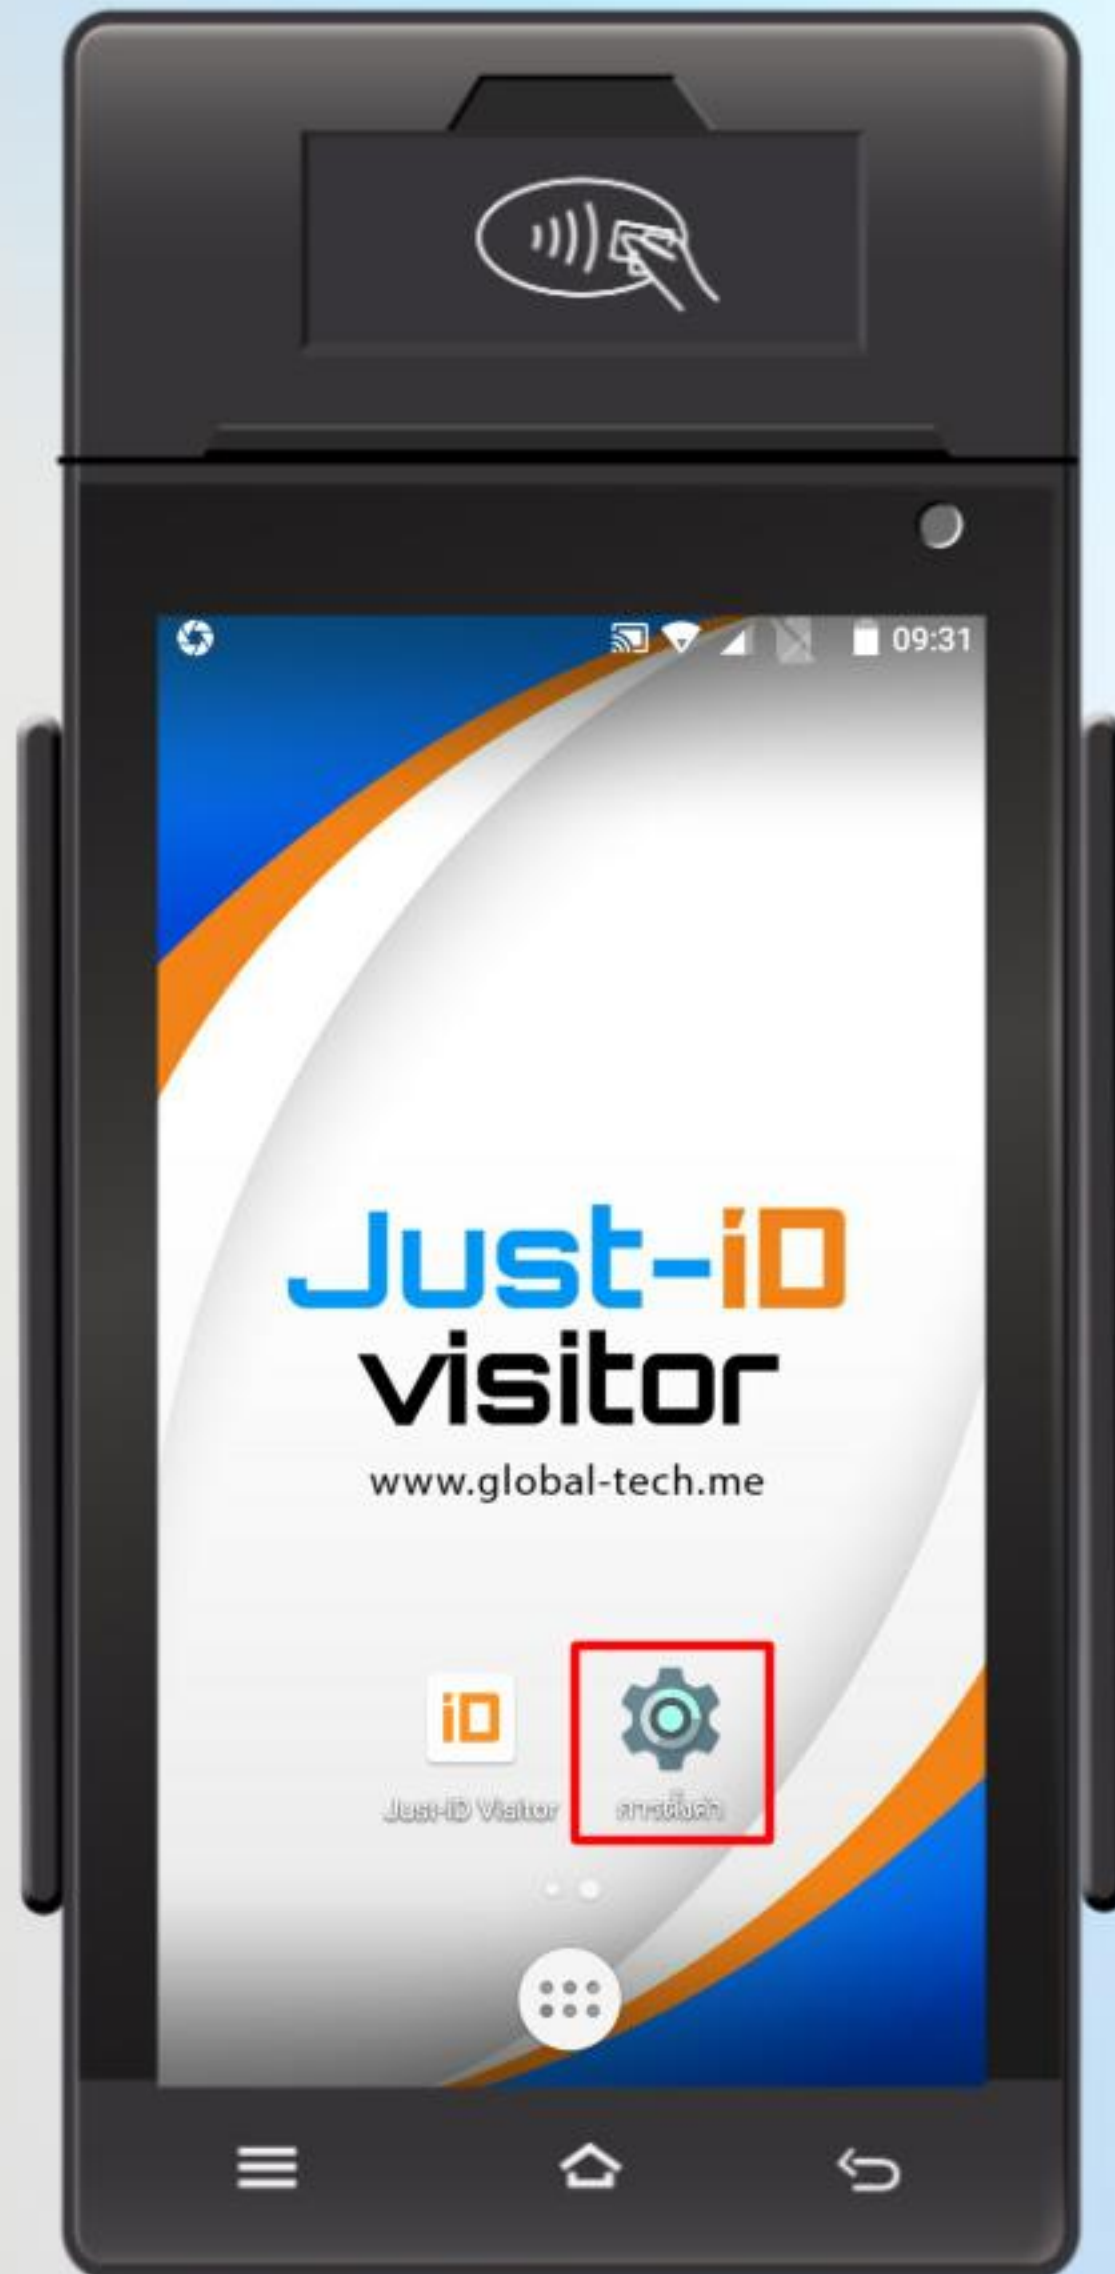 09:31
Just-iD
visitor
www.global-tech.me
iD
Just-iD Visitor
การตั้งค่า